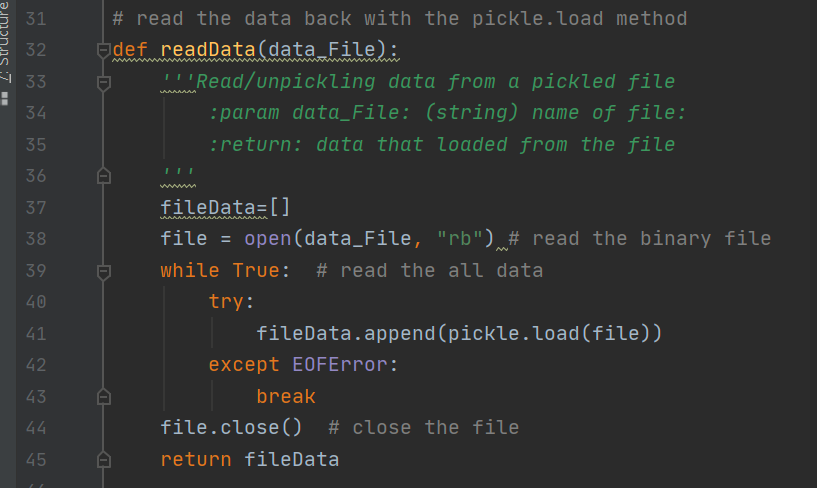 7: Structure
31 # read the data back with the pickle.load method
32 def readData(data_File):
33     '''Read/unpickling data from a pickled file
34         :param data_File: (string) name of file:
35         :return: data that loaded from the file
36     '''
37     fileData=[]
38     file = open(data_File, "rb") # read the binary file
39     while True:  # read the all data
40         try:
41             fileData.append(pickle.load(file))
42         except EOFError:
43             break
44     file.close()  # close the file
45     return fileData